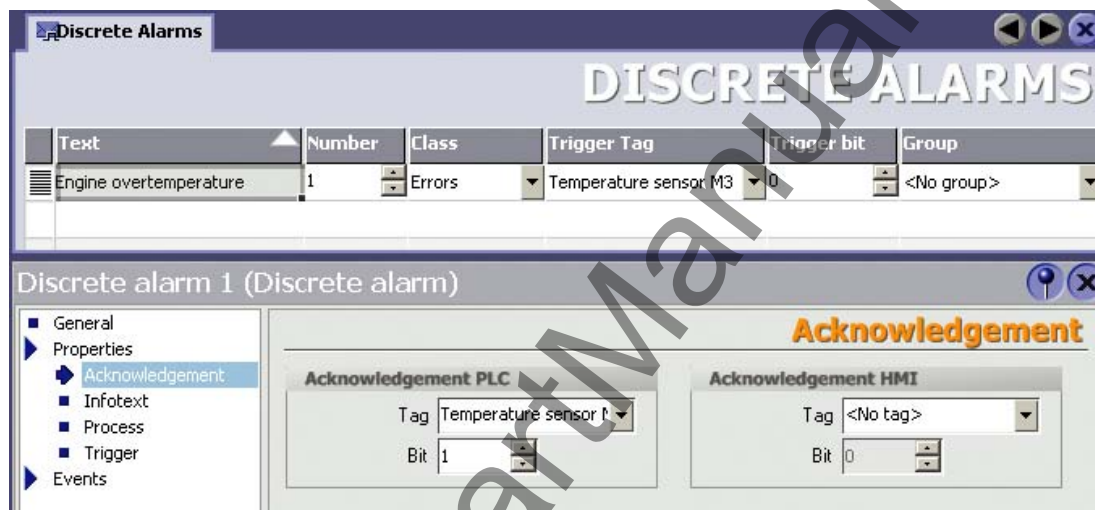 Discrete Alarms
DISCRETE ALARMS
Text Number Class Trigger Tag Trigger bit Group
Engine overtemperature 1 Errors Temperature sensor M3 0 <No group>
Discrete alarm 1 (Discrete alarm)
General
Properties
Acknowledgement
Infotext
Process
Trigger
Events
Acknowledgement
Acknowledgement PLC
Tag Temperature sensor
Bit 1
Acknowledgement HMI
Tag <No tag>
Bit 0